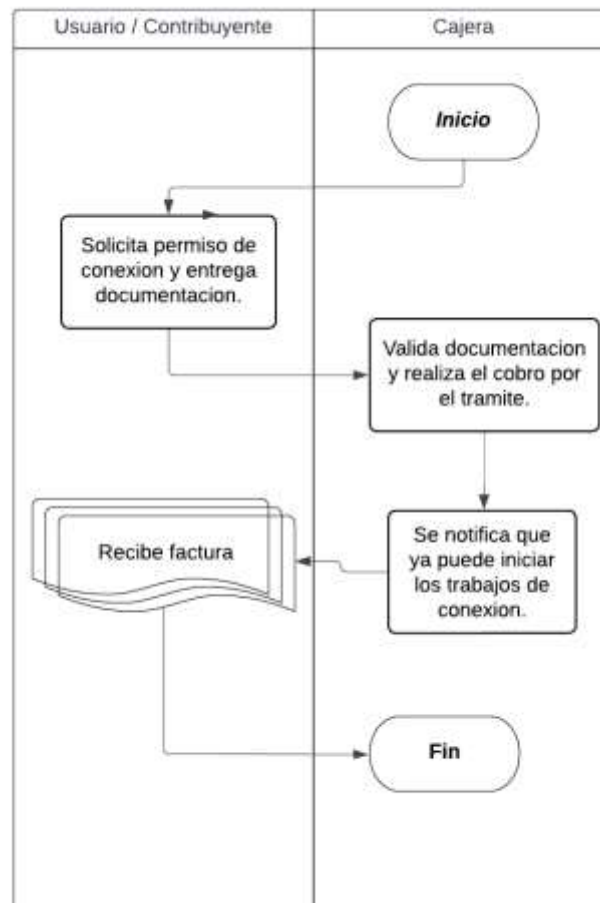 Usuario / Contribuyente
Cajera
Inicio
Solicita permiso de
conexion y entrega
documentacion.
Valida documentacion
y realiza el cobro por
el tramite.
Se notifica que
ya puede iniciar
los trabajos de
conexion.
Recibe factura
Fin